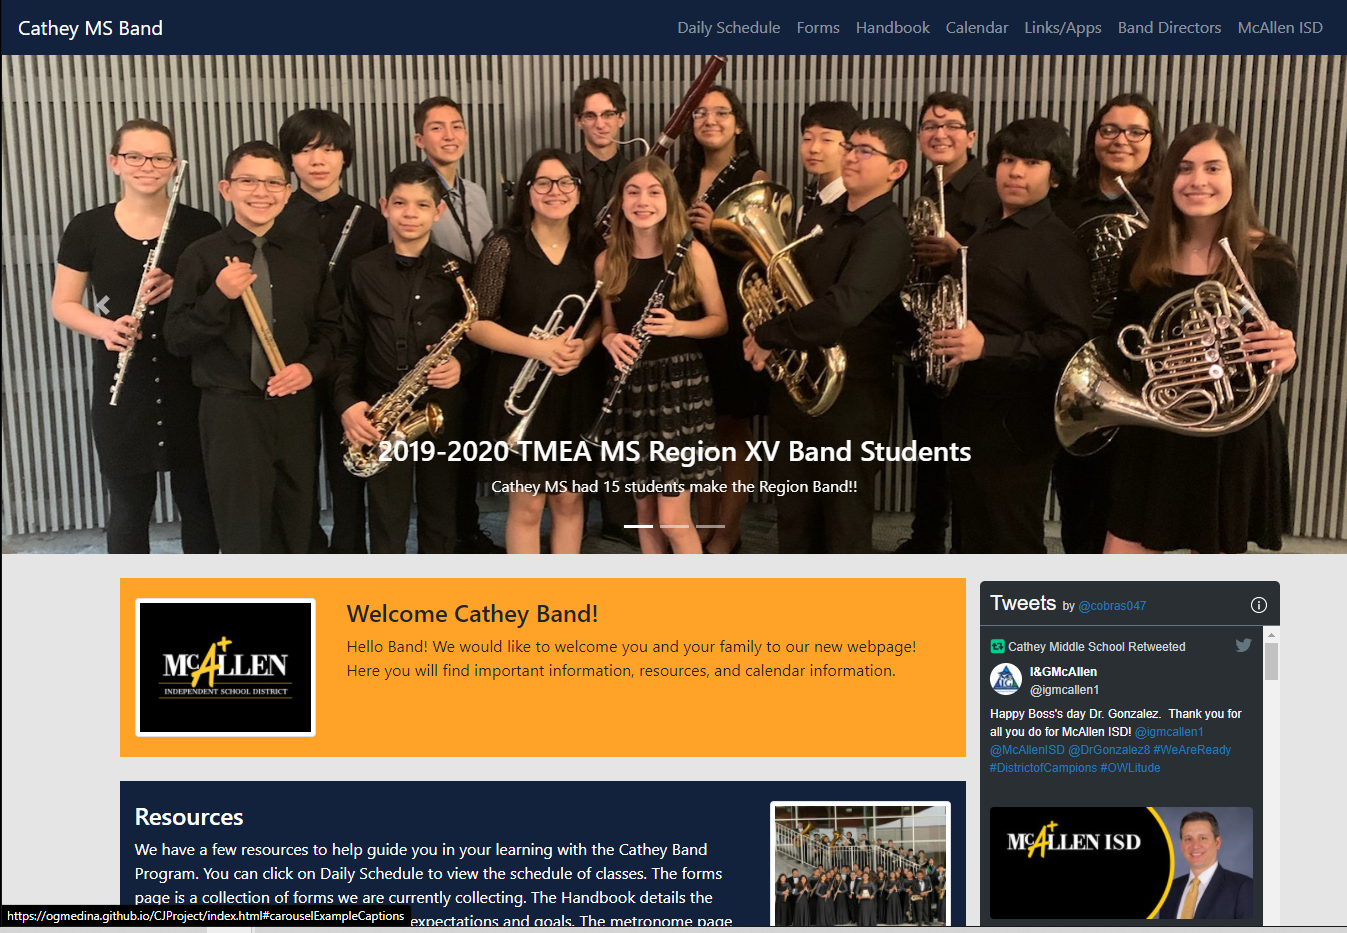 Cathey MS Band
Daily Schedule Forms Handbook Calendar Links/Apps Band Directors McAllen ISD
2019-2020 TMEA MS Region XV Band Students
Cathey MS had 15 students make the Region Band!!
McALLEN
INDEPENDENT SCHOOL DISTRICT
Welcome Cathey Band!
Hello Band! We would like to welcome you and your family to our new webpage!
Here you will find important information, resources, and calendar information.
Resources
We have a few resources to help guide you in your learning with the Cathey Band
Program. You can click on Daily Schedule to view the schedule of classes. The forms
page is a collection of forms we are currently collecting. The Handbook details the
expectations and goals. The metronome page
Tweets by @cobras047
Cathey Middle School Retweeted
I&GMcAllen
@igmcallen1
Happy Boss's day Dr. Gonzalez. Thank you for
all you do for McAllen ISD! @igmcallen1
@McAllenISD @DrGonzalez8 #WeAreReady
#DistrictofCampions #OWLitude
McALLEN ISD
https://ogmedina.github.io/CJProject/index.html#carouselExampleCaptions